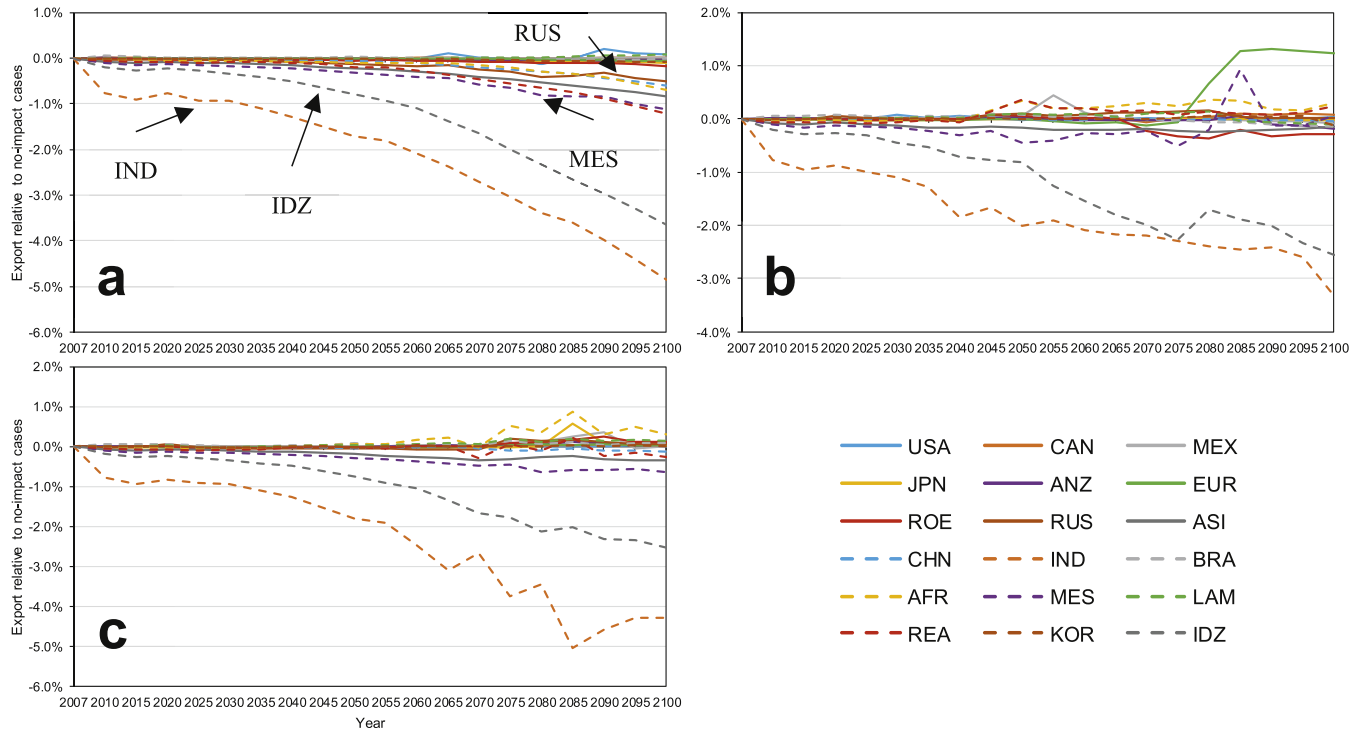 1.0%
0.0%
-1.0%
-2.0%
-3.0%
-4.0%
-5.0%
-6.0%
Export relative to no-impact cases
RUS
IND
IDZ
MES
a
2007 2010 2015 2020 2025 2030 2035 2040 2045 2050 2055 2060 2065 2070 2075 2080 2085 2090 2095 2100
2.0%
1.0%
0.0%
-1.0%
-2.0%
-3.0%
-4.0%
b
2007 2010 2015 2020 2025 2030 2035 2040 2045 2050 2055 2060 2065 2070 2075 2080 2085 2090 2095 2100
2.0%
1.0%
0.0%
-1.0%
-2.0%
-3.0%
-4.0%
-5.0%
-6.0%
Export relative to no-impact cases
c
2007 2010 2015 2020 2025 2030 2035 2040 2045 2050 2055 2060 2065 2070 2075 2080 2085 2090 2095 2100
Year
USA CAN MEX
JPN ANZ EUR
ROE RUS ASI
CHN IND BRA
AFR MES LAM
REA KOR IDZ